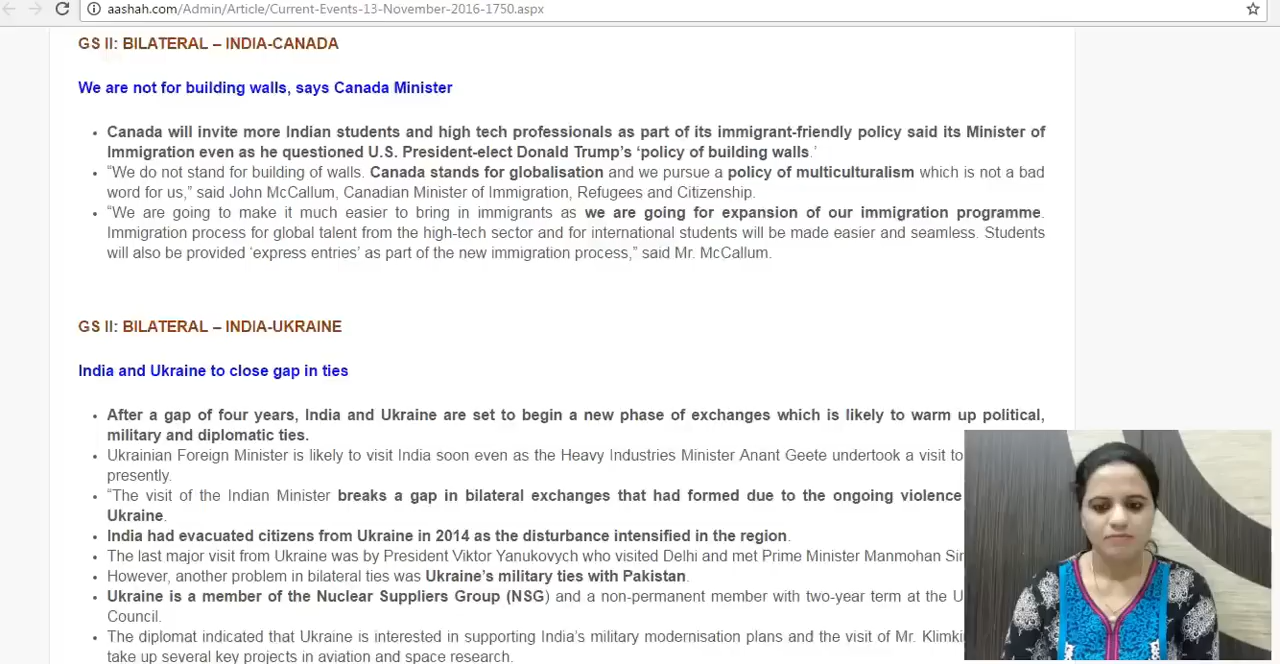 aashah.com/Admin/Article/Current-Events-13-November-2016-1750.aspx
GS II: BILATERAL – INDIA-CANADA
We are not for building walls, says Canada Minister
• Canada will invite more Indian students and high tech professionals as part of its immigrant-friendly policy said its Minister of
Immigration even as he questioned U.S. President-elect Donald Trump's 'policy of building walls.'
• “We do not stand for building of walls. Canada stands for globalisation and we pursue a policy of multiculturalism which is not a bad
word for us,” said John McCallum, Canadian Minister of Immigration, Refugees and Citizenship.
• “We are going to make it much easier to bring in immigrants as we are going for expansion of our immigration programme.
Immigration process for global talent from the high-tech sector and for international students will be made easier and seamless. Students
will also be provided ‘express entries’ as part of the new immigration process,” said Mr. McCallum.
GS II: BILATERAL – INDIA-UKRAINE
India and Ukraine to close gap in ties
• After a gap of four years, India and Ukraine are set to begin a new phase of exchanges which is likely to warm up political,
military and diplomatic ties.
• Ukrainian Foreign Minister is likely to visit India soon even as the Heavy Industries Minister Anant Geete undertook a visit to
presently.
• “The visit of the Indian Minister breaks a gap in bilateral exchanges that had formed due to the ongoing violence
Ukraine.
• India had evacuated citizens from Ukraine in 2014 as the disturbance intensified in the region.
• The last major visit from Ukraine was by President Viktor Yanukovych who visited Delhi and met Prime Minister Manmohan
• However, another problem in bilateral ties was Ukraine's military ties with Pakistan.
• Ukraine is a member of the Nuclear Suppliers Group (NSG) and a non-permanent member with two-year term at the
Council.
• The diplomat indicated that Ukraine is interested in supporting India's military modernisation plans and the visit of Mr.
take up several key projects in aviation and space research.